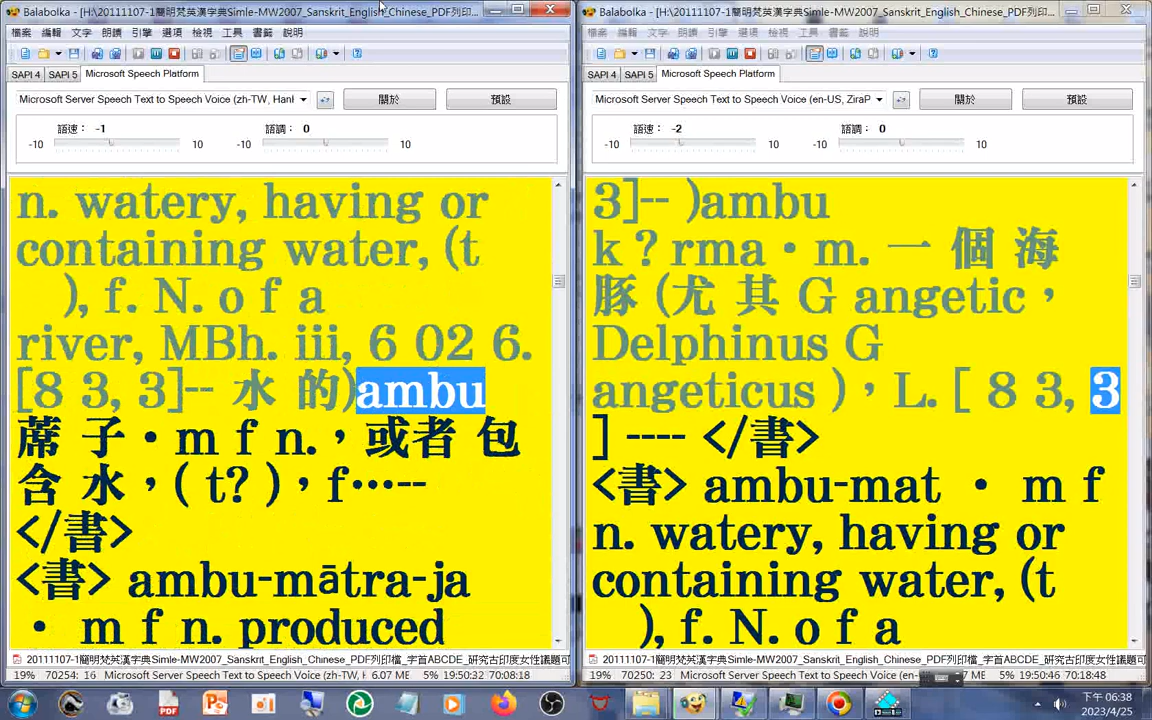 Balabolka - [H:\20111107-1簡明梵英漢字典Simle-MW2007_Sanskrit_English_Chinese_PDF列印...
檔案 編輯 文字 朗讀 引擎 選項 檢視 工具 書籤 說明
SAPI 4 SAPI 5 Microsoft Speech Platform
Microsoft Server Speech Text to Speech Voice (zh-TW, Hanl
關於 預設
語速： -1 語調： 0
-10 10 -10 10
n. watery, having or
containing water, (t
), f. N. o f a
river, MBh. iii, 6 02 6.
[8 3, 3]-- 水 的)ambu
蓆 子・m f n.，或者 包
含 水，( t? )，f…--
</書>
<書> ambu-mātra-ja
・ m f n. produced
20111107-1簡明梵英漢字典Simle-MW2007_Sanskrit_English_Chinese_PDF列印檔_字首ABCDE_研究古印度女性議題可
19% 70254: 16 Microsoft Server Speech Text to Speech Voice (zh-TW, H 6.07 ME 5% 19:50:32 70:08:18
Balabolka - [H:\20111107-1簡明梵英漢字典Simle-MW2007_Sanskrit_English_Chinese_PDF列印...
檔案 編輯 文字 朗讀 引擎 選項 檢視 工具 書籤 說明
SAPI 4 SAPI 5 Microsoft Speech Platform
Microsoft Server Speech Text to Speech Voice (en-US, ZiraP
關於 預設
語速： -2 語調： 0
-10 10 -10 10
3]-- )ambu
k ? rma・m. 一 個 海
豚 (尤 其 G angetic，
Delphinus G
angeticus )，L. [ 8 3, 3
] ---- </書>
<書> ambu-mat ・ m f
n. watery, having or
containing water, (t
), f. N. o f a
20111107-1簡明梵英漢字典Simle-MW2007_Sanskrit_English_Chinese_PDF列印檔_字首ABCDE_研究古印度女性議題可
19% 70250: 23 Microsoft Server Speech Text to Speech Voice (en-US 6.07 ME 5% 19:50:46 70:18:48
下午 06:38
2023/4/25